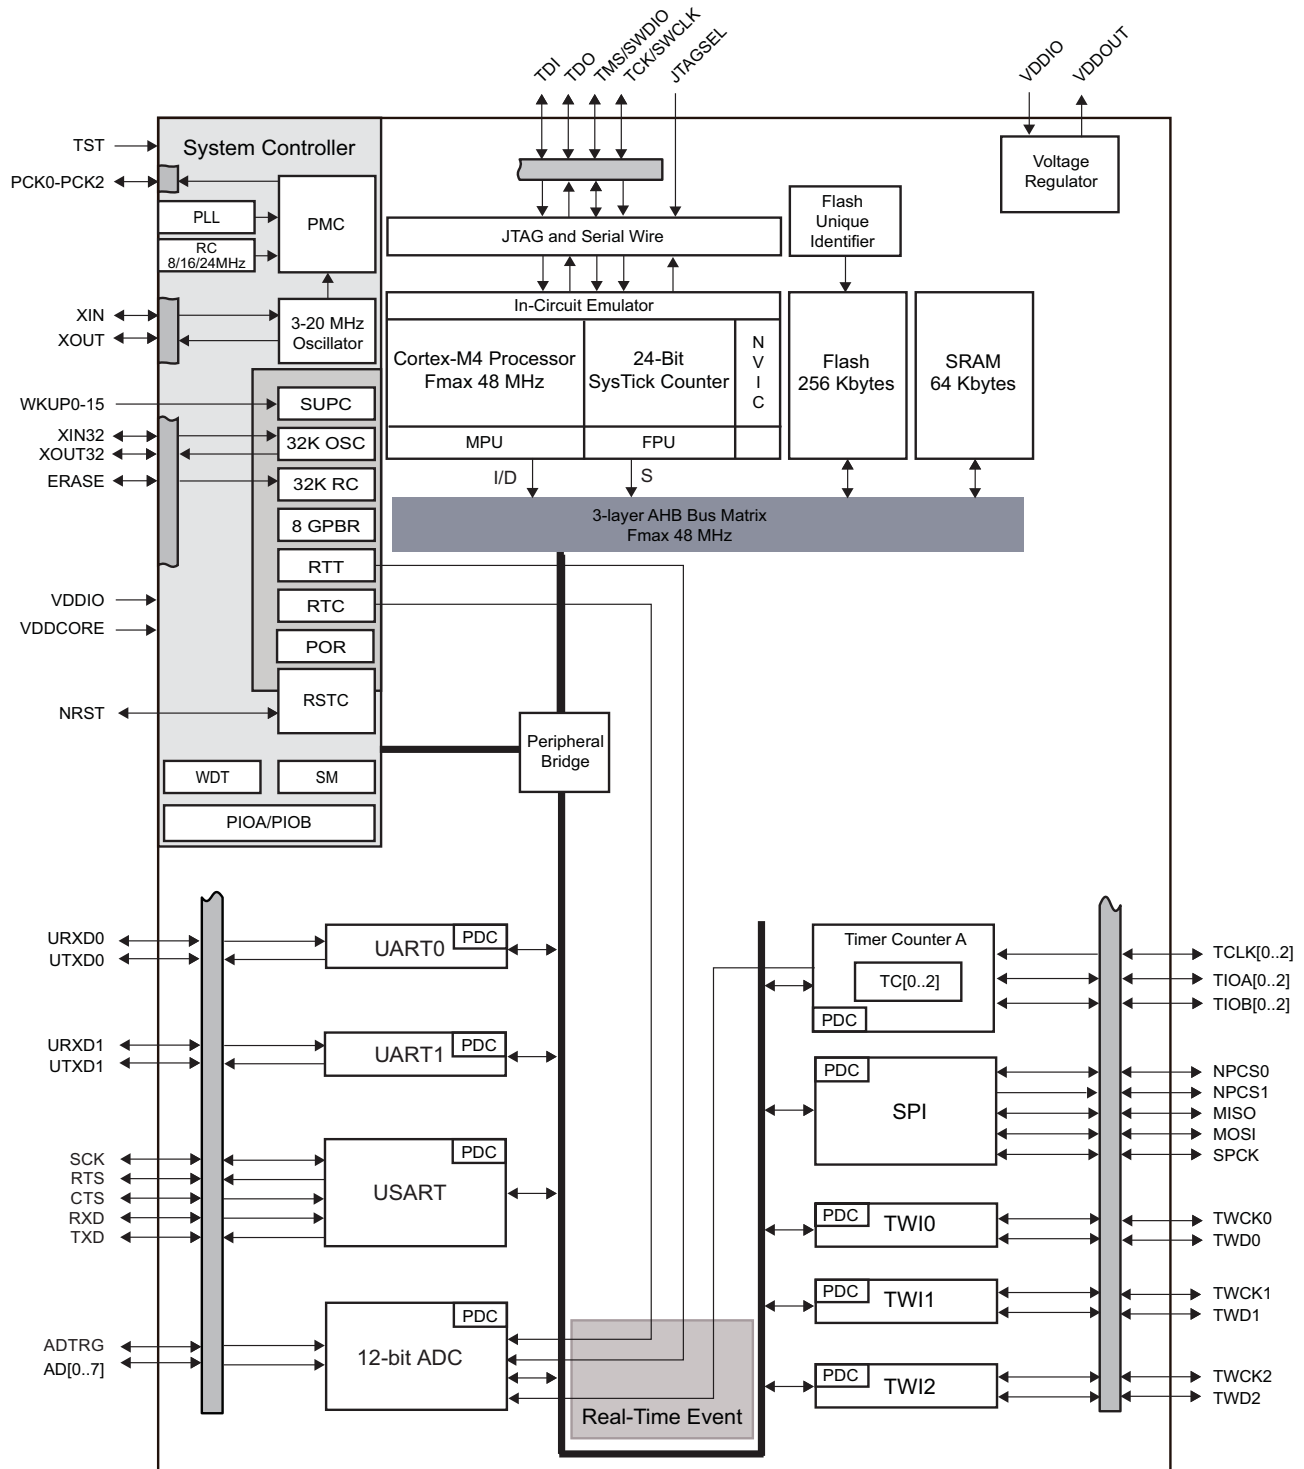 TDI
TDO
TMS/SWDIO
TCK/SWCLK
JTAGSEL
VDDIO
VDDOUT
TST
System Controller
PCK0-PCK2
PLL
RC
8/16/24MHz
PMC
XIN
XOUT
3-20 MHz
Oscillator
WKUP0-15
SUPC
XIN32
XOUT32
32K OSC
ERASE
32K RC
8 GPBR
RTT
VDDIO
RTC
VDDCORE
POR
NRST
RSTC
WDT
SM
PIOA/PIOB
JTAG and Serial Wire
In-Circuit Emulator
Cortex-M4 Processor
Fmax 48 MHz
24-Bit
SysTick Counter
N
V
I
C
MPU
FPU
I/D
S
Flash
Unique
Identifier
Flash
256 Kbytes
SRAM
64 Kbytes
Voltage
Regulator
3-layer AHB Bus Matrix
Fmax 48 MHz
Peripheral
Bridge
URXD0
UTXD0
UART0
PDC
URXD1
UTXD1
UART1
PDC
SCK
RTS
CTS
RXD
TXD
USART
PDC
ADTRG
AD[0..7]
12-bit ADC
PDC
Real-Time Event
Timer Counter A
TC[0..2]
PDC
TCLK[0..2]
TIOA[0..2]
TIOB[0..2]
PDC
SPI
NPCS0
NPCS1
MISO
MOSI
SPCK
PDC
TWI0
TWCK0
TWD0
PDC
TWI1
TWCK1
TWD1
PDC
TWI2
TWCK2
TWD2